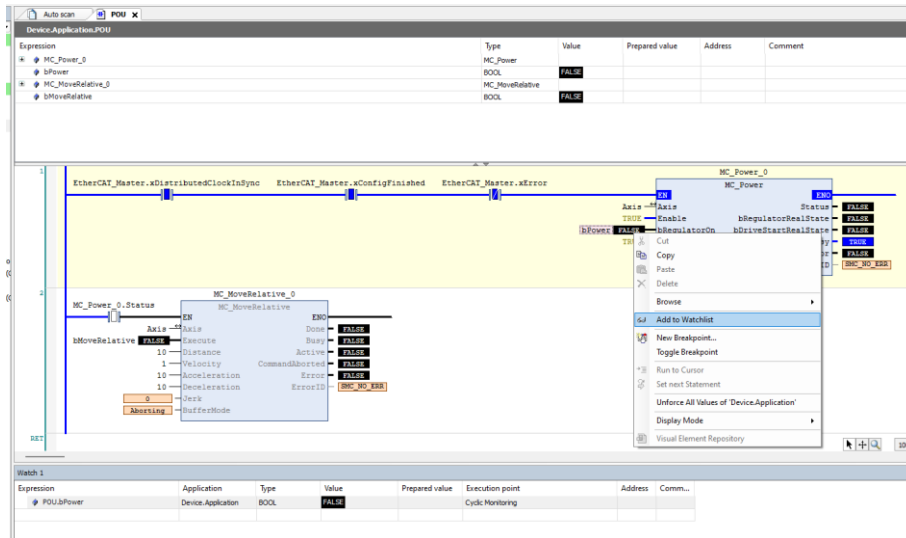 Auto scan
POU
Device.Application.POU
Expression Type Value Prepared value Address Comment
MC_Power_0 MC_Power
bPower BOOL FALSE
MC_MoveRelative_0 MC_MoveRelative
bMoveRelative BOOL FALSE
1
MC_Power_0
EtherCAT_Master.xDistributedClockInSync EtherCAT_Master.xConfigFinished EtherCAT_Master.xError MC_Power
EN ENO
Axis Axis Status FALSE
TRUE Enable bRegulatorRealState FALSE
bPower FALSE bRegulatorOn bDriveStartRealState FALSE
TRUE
FALSE
SMC_NO_ERR
Cut
Copy
Paste
Delete
Browse
Add to Watchlist
New Breakpoint...
Toggle Breakpoint
Run to Cursor
Set next Statement
Unforce All Values of 'Device.Application'
Display Mode
Visual Element Repository
2
MC_MoveRelative_0
MC_Power_0.Status MC_MoveRelative
EN ENO
Axis Axis Done FALSE
bMoveRelative FALSE Execute Busy FALSE
10 Distance Active FALSE
1 Velocity CommandAborted FALSE
10 Acceleration Error FALSE
10 Deceleration ErrorID SMC_NO_ERR
0 Jerk
Aborting BufferMode
RET
Watch 1
Expression Application Type Value Prepared value Execution point Address Comm...
POU.bPower Device.Application BOOL FALSE Cyclic Monitoring